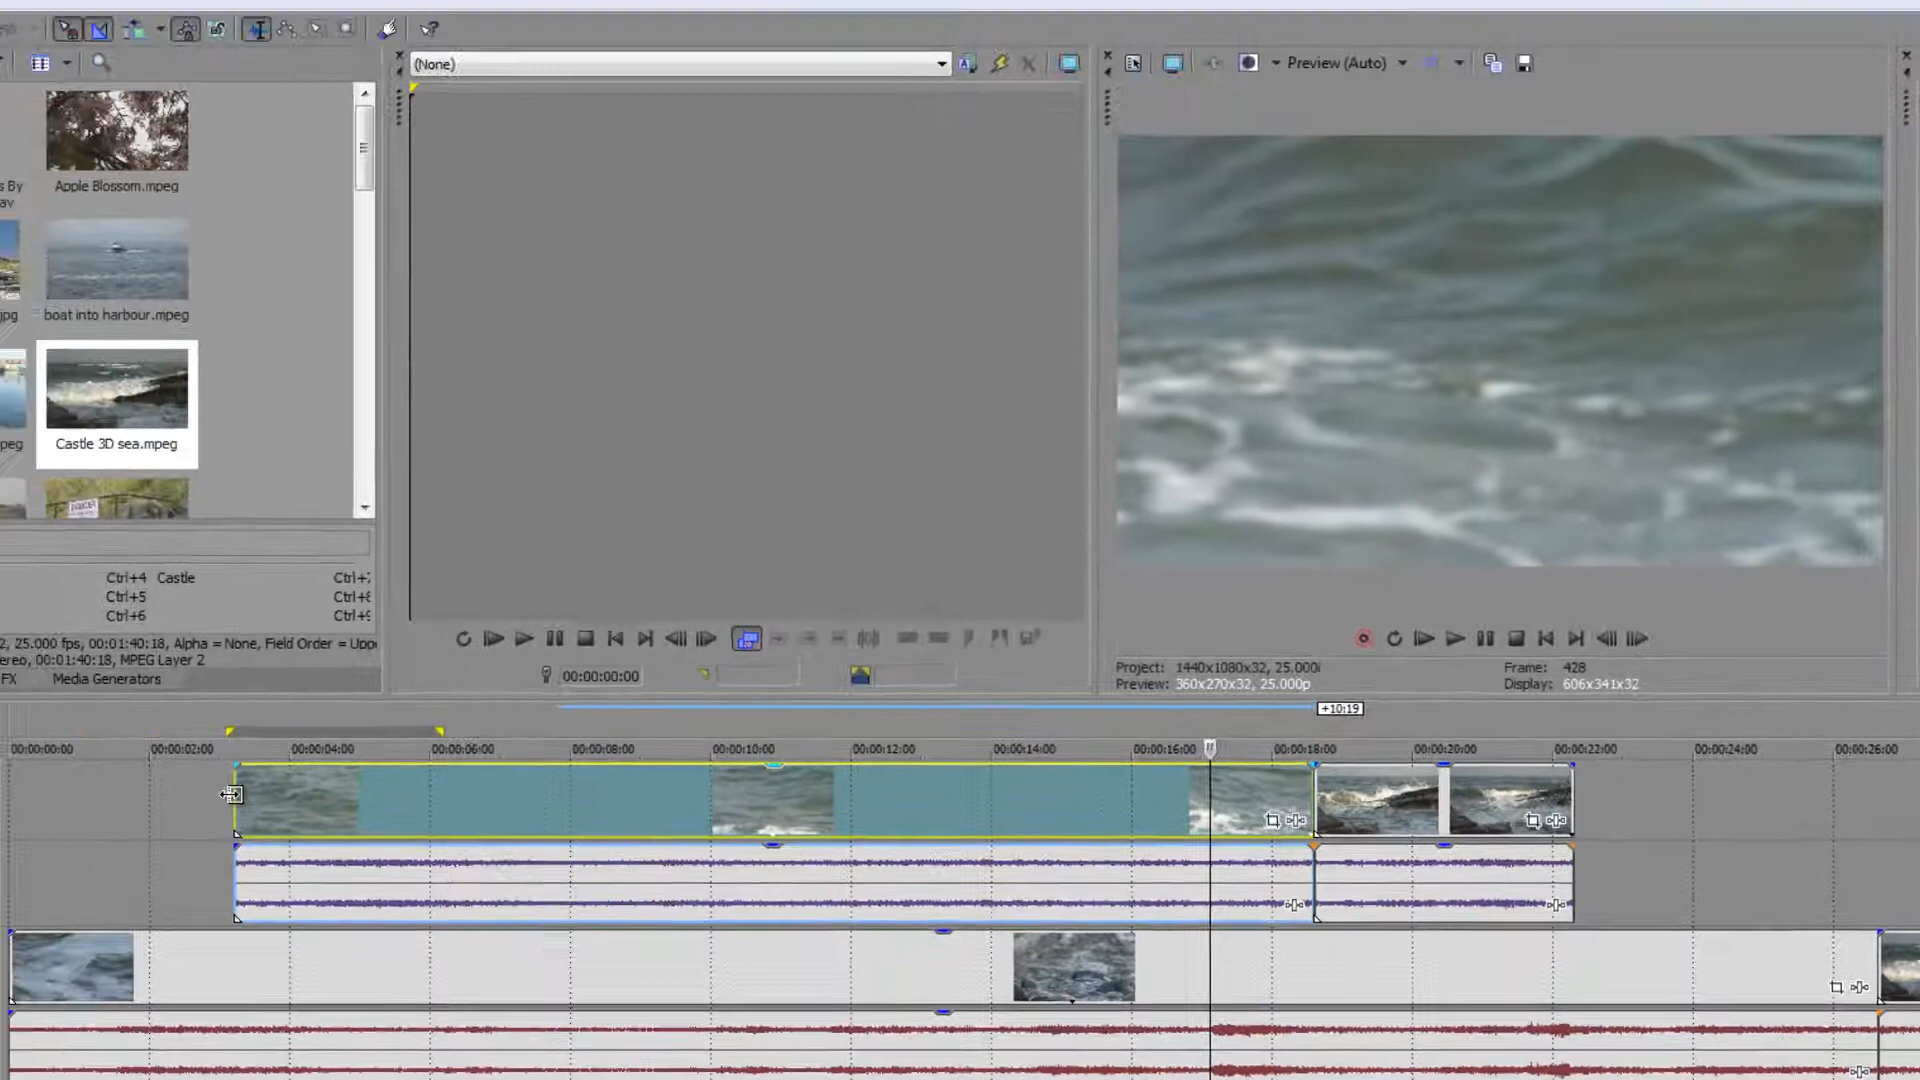 (None)
Preview (Auto)
s By
Apple Blossom.mpeg
av
jpg
boat into harbour.mpeg
peg
Castle 3D sea.mpeg
Ctrl+4 Castle
Ctrl+5
Ctrl+6
2, 25.000 fps, 00:01:40:18, Alpha = None, Field Order = Uppe
ereo, 00:01:40:18, MPEG Layer 2
FX Media Generators
00:00:00:00
Project: 1440x1080x32, 25.000i
Preview: 360x270x32, 25.000p
Frame: 428
Display: 606x341x32
+10:19
00:00:00:00 00:00:02:00 00:00:04:00 00:00:06:00 00:00:08:00 00:00:10:00 00:00:12:00 00:00:14:00 00:00:16:00 00:00:18:00 00:00:20:00 00:00:22:00 00:00:24:00 00:00:26:00